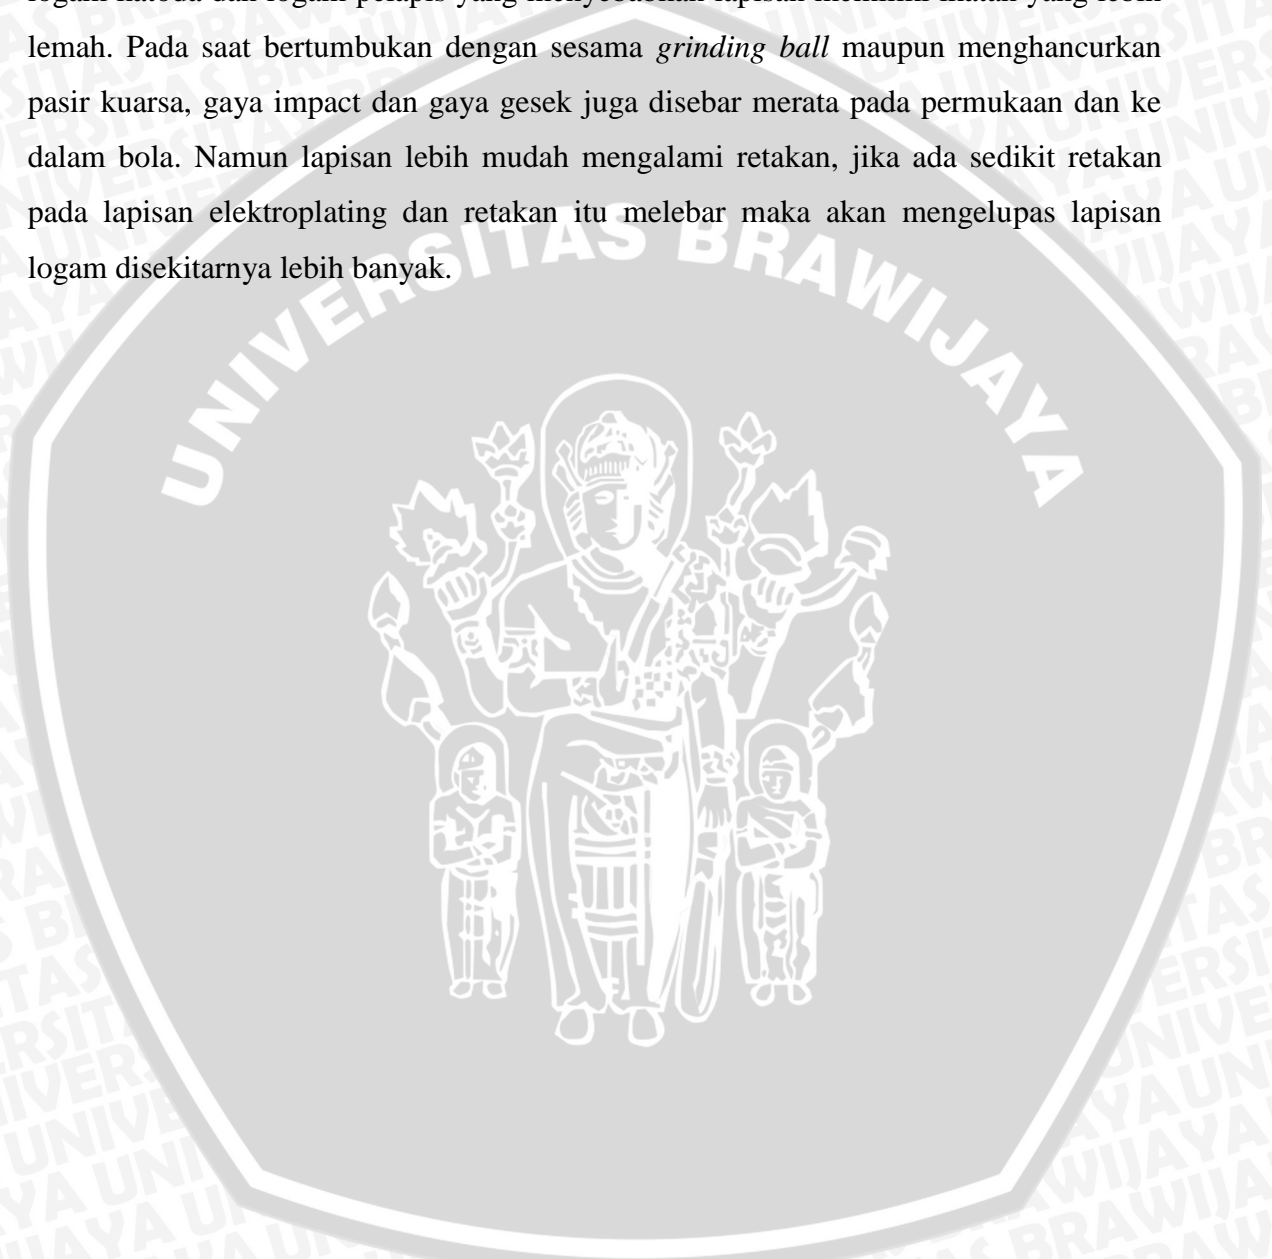 lemah. Pada saat bertumbukan dengan sesama grinding ball maupun menghancurkan
pasir kuarsa, gaya impact dan gaya gesek juga disebar merata pada permukaan dan ke
dalam bola. Namun lapisan lebih mudah mengalami retakan, jika ada sedikit retakan
pada lapisan elektroplating dan retakan itu melebar maka akan mengelupas lapisan
logam disekitarnya lebih banyak.
UNIVERSITAS BRAWIJAYA